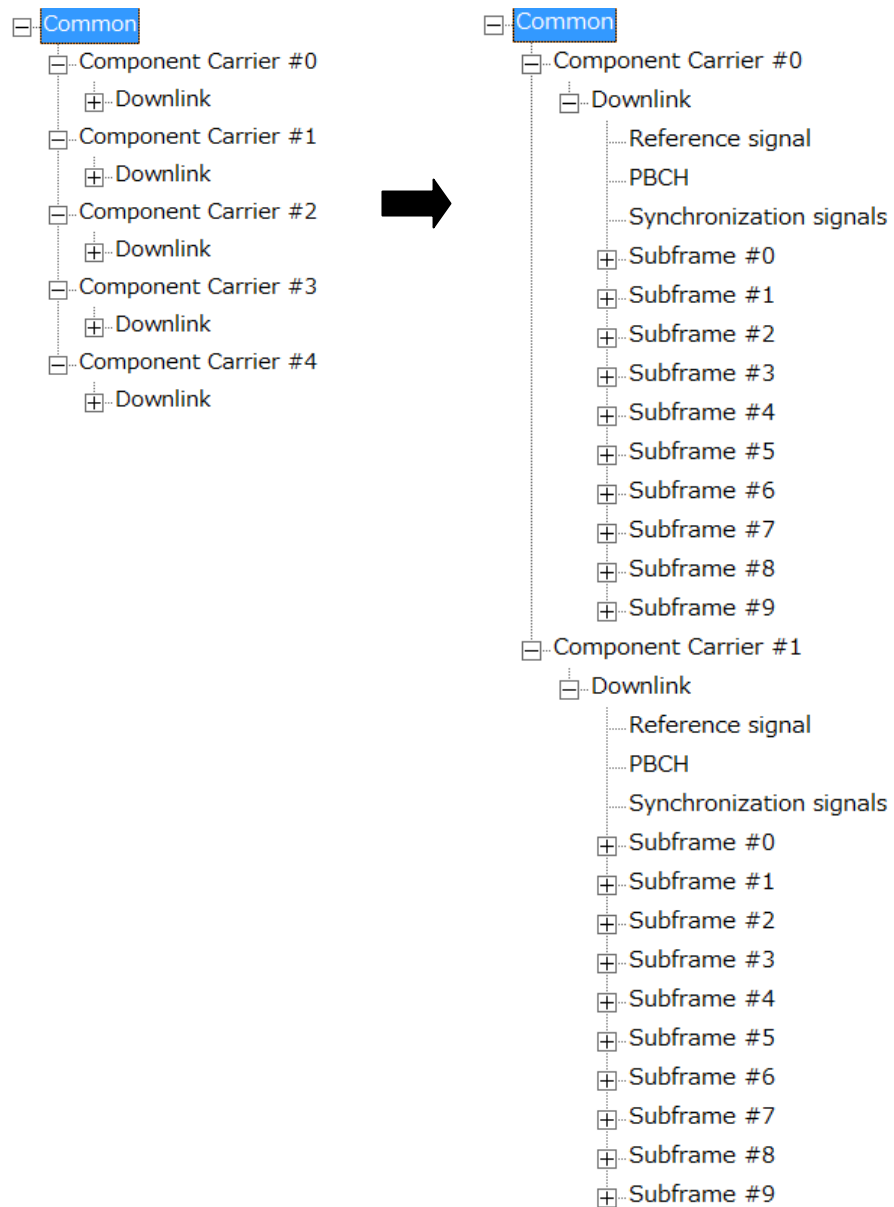 Common
Component Carrier #0
Downlink
Component Carrier #1
Downlink
Component Carrier #2
Downlink
Component Carrier #3
Downlink
Component Carrier #4
Downlink
Common
Component Carrier #0
Downlink
Reference signal
PBCH
Synchronization signals
Subframe #0
Subframe #1
Subframe #2
Subframe #3
Subframe #4
Subframe #5
Subframe #6
Subframe #7
Subframe #8
Subframe #9
Component Carrier #1
Downlink
Reference signal
PBCH
Synchronization signals
Subframe #0
Subframe #1
Subframe #2
Subframe #3
Subframe #4
Subframe #5
Subframe #6
Subframe #7
Subframe #8
Subframe #9